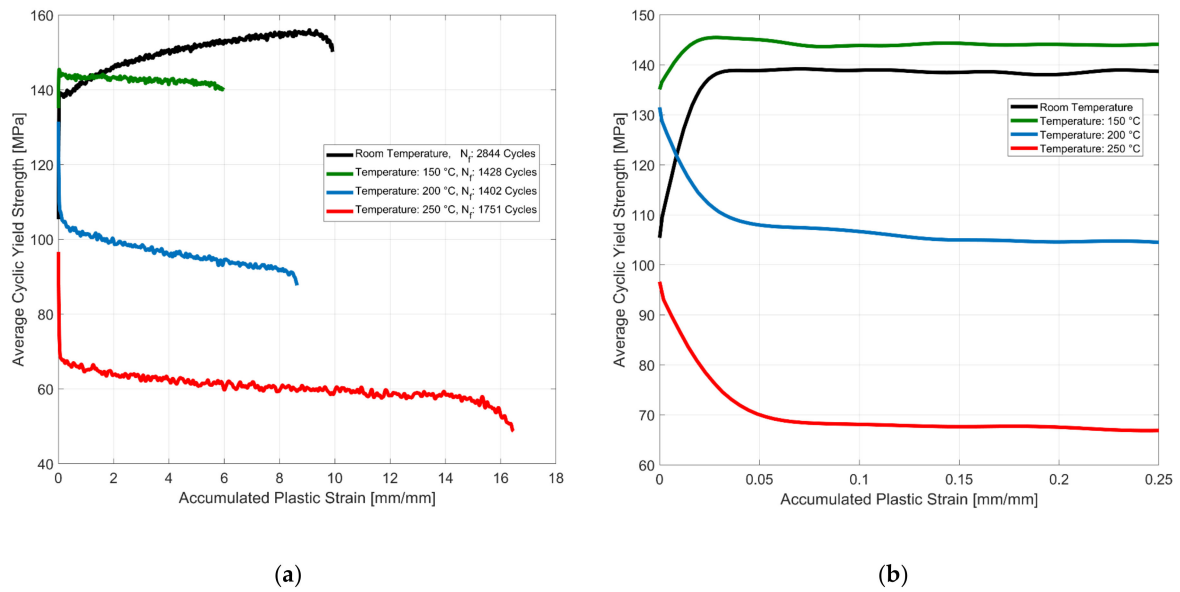 160
140
120
100
80
60
40
0
2
4
6
8
10
12
14
16
18
Average Cyclic Yield Strength [MPa]
Accumulated Plastic Strain [mm/mm]
Room Temperature, Nf: 2844 Cycles
Temperature: 150 °C, Nf: 1428 Cycles
Temperature: 200 °C, Nf: 1402 Cycles
Temperature: 250 °C, Nf: 1751 Cycles
(a)
150
140
130
120
110
100
90
80
70
60
0
0.05
0.1
0.15
0.2
0.25
Average Cyclic Yield Strength [MPa]
Accumulated Plastic Strain [mm/mm]
Room Temperature
Temperature: 150 °C
Temperature: 200 °C
Temperature: 250 °C
(b)